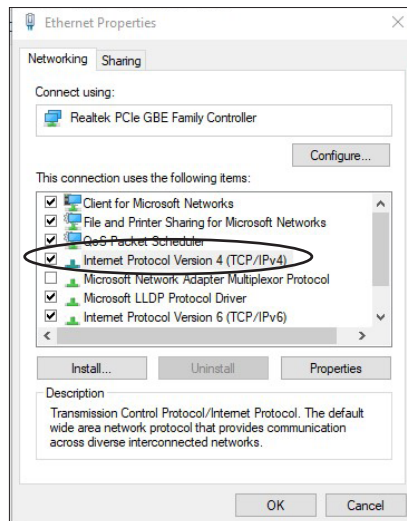 Ethernet Properties
Networking Sharing
Connect using:
Realtek PCIe GBE Family Controller
Configure...
This connection uses the following items:
Client for Microsoft Networks
File and Printer Sharing for Microsoft Networks
QoS Packet Scheduler
Internet Protocol Version 4 (TCP/IPv4)
Microsoft Network Adapter Multiplexor Protocol
Microsoft LLDP Protocol Driver
Internet Protocol Version 6 (TCP/IPv6)
Install... Uninstall Properties
Description
Transmission Control Protocol/Internet Protocol. The default
wide area network protocol that provides communication
across diverse interconnected networks.
OK Cancel